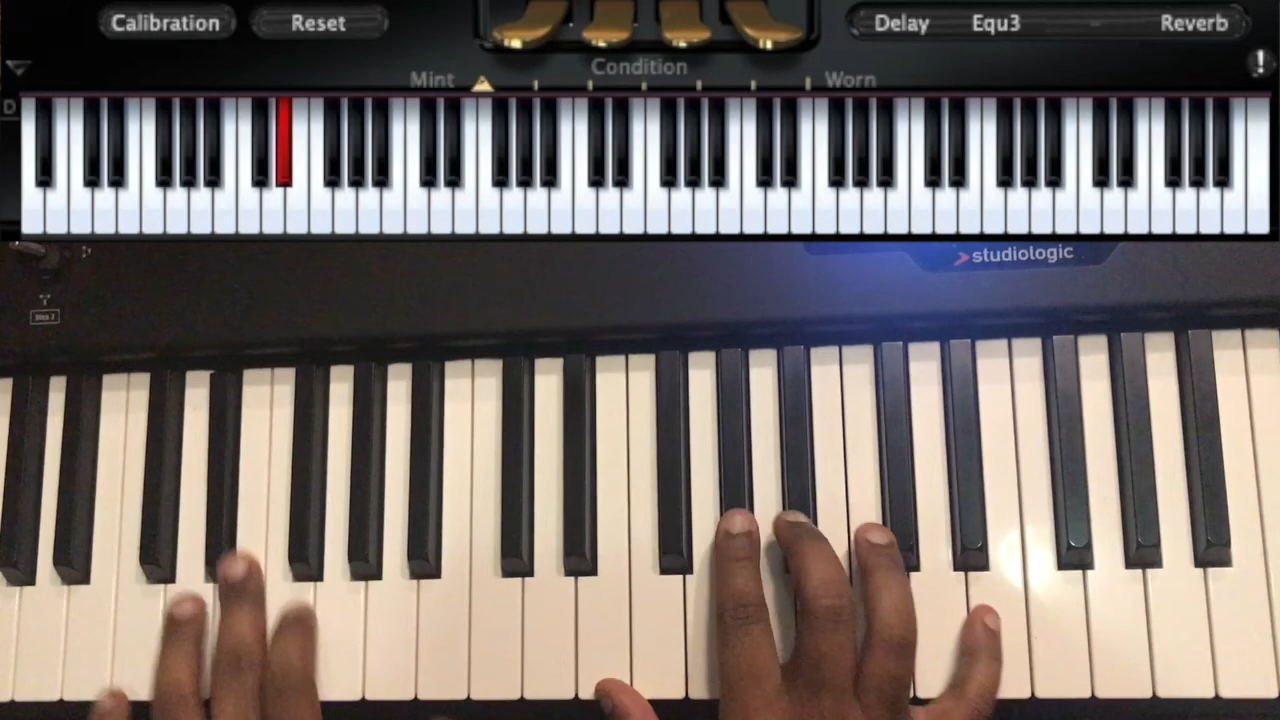 Calibration Reset Delay Equ3 Reverb
Condition
Mint Worn
!
D
studiologic